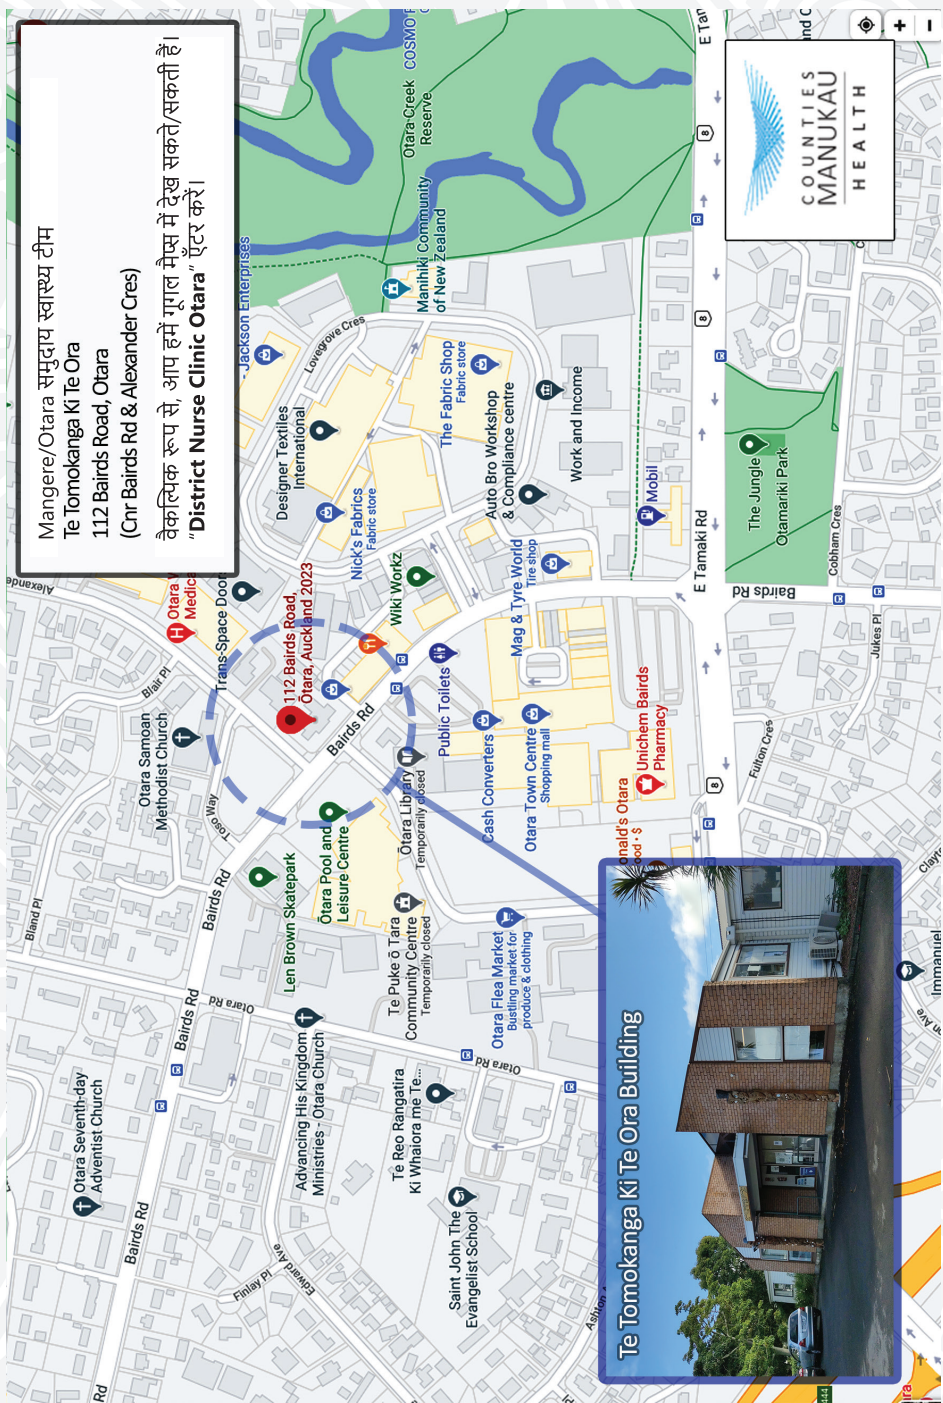 Mangere/Otara समुदाय स्वास्थ्य टीम
Te Tomokanga Ki Te Ora
112 Bairds Road, Otara
(Cnr Bairds Rd & Alexander Cres)
वैकल्पिक रूप से, आप हमें गूगल मैप्स में देख सकते/सकती हैं।
“District Nurse Clinic Otara” एंटर करें।
COUNTIES
MANUKAU
HEALTH
Otara Creek
Reserve
Manihiki Community
of New Zealand
- Jackson Enterprises
Lovegrove Cres
Designer Textiles
International
The Fabric Shop
Fabric store
Nick's Fabrics
Fabric store
Auto Bro Workshop
& Compliance centre
Work and Income
Mobil
The Jungle
Otamariki Park
Cobham Cres
E Tamaki Rd
Bairds Rd
Jukes Pl
Wiki Workz
Mag & Tyre World
Tire shop
Trans-Space Door
112 Bairds Road,
Ōtara, Auckland 2023
Blair Pl
Otara Samoan
Methodist Church
Toso Way
Bairds Rd
Public Toilets
Cash Converters
Otara Town Centre
Shopping mall
Unichem Bairds
Pharmacy
Fulton Cres
8
8
8
Ōtara Library
Temporarily closed
Ōtara Pool and
Leisure Centre
Len Brown Skatepark
Te Puke ō Tara
Community Centre
Temporarily closed
Otara Flea Market
Bustling market for
produce & clothing
Bland Pl
Bairds Rd
Bairds Rd
Otara Rd
Otara Rd
Advancing His Kingdom
Ministries - Otara Church
Te Reo Rangatira
Ki Whaiora me Te...
Otara Seventh-day
Adventist Church
Saint John The
Evangelist School
Bairds Rd
Finlay Pl
Edward Ave
Immanuel
Te Tomokanga Ki Te Ora Building